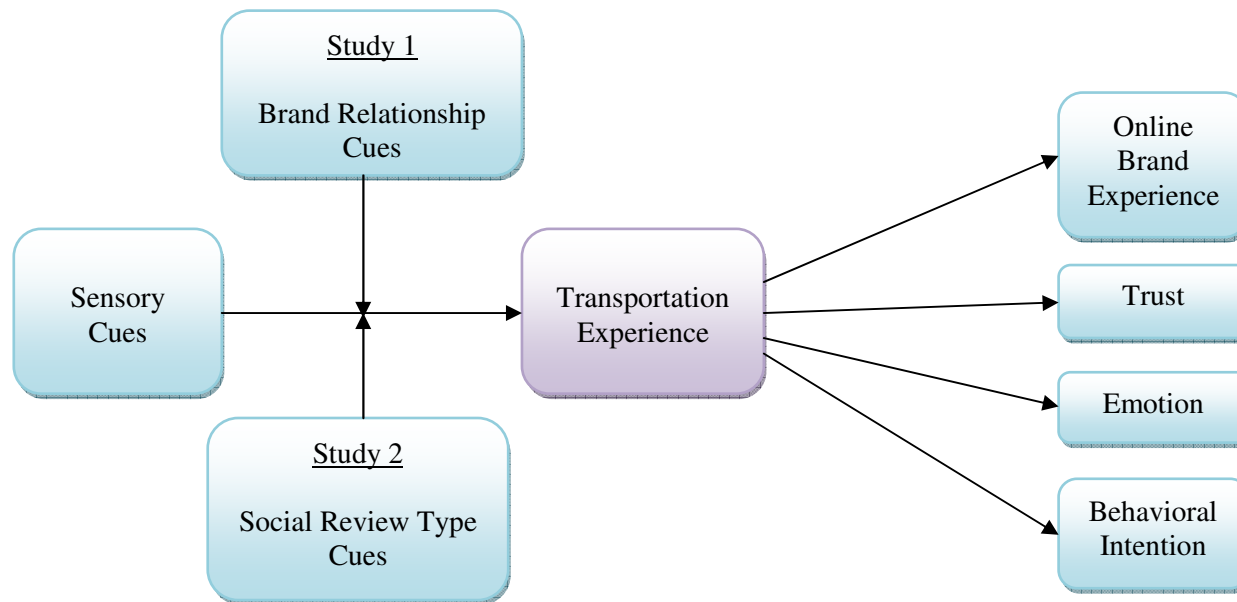 Study 1
Brand Relationship
Cues
Sensory
Cues
Transportation
Experience
Study 2
Social Review Type
Cues
Online
Brand
Experience
Trust
Emotion
Behavioral
Intention